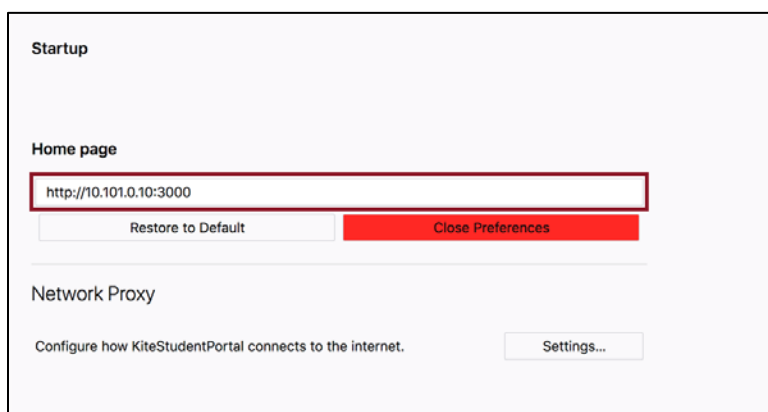 Startup
Home page
http://10.101.0.10:3000
Restore to Default Close Preferences
Network Proxy
Configure how KiteStudentPortal connects to the internet. Settings...